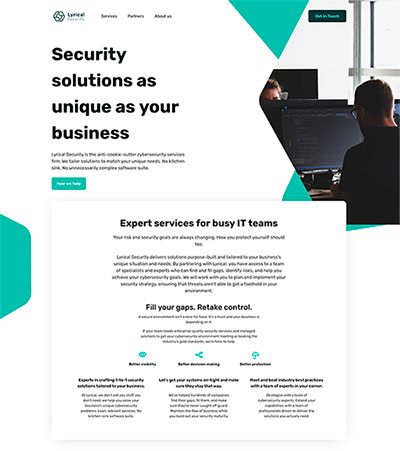 Lyrical
Security
Services
Partners
About us
Get in Touch
Security
solutions as
unique as your
business
Lyrical Security is the anti-cookie-cutter cybersecurity services
firm. We tailor solutions to match your unique needs. No kitchen
sink. No unnecessarily complex software suite.
How we help
Expert services for busy IT teams
Your risk and security goals are always changing. How you protect yourself should
too.
Lyrical Security delivers solutions purpose-built and tailored to your business's
unique situation and needs. By partnering with Lyrical, you have access to a team
of specialists and experts who can find and fix gaps, identify risks, and help you
achieve your cybersecurity goals. We will work with you to plan and implement your
security strategy, ensuring that threats aren't able to get a foothold in your
environment.
Fill your gaps. Retake control.
A secure environment isn't a nice-to-have. It's a must and your business is
depending on it.
If your team needs enterprise-quality security services and managed
solutions to get your cybersecurity environment meeting or beating the
industry's gold standards, we're here to help.
Better visibility
Better decision-making
Better protection
Experts in crafting 1-to-1 security
solutions tailored to your business.
Let's get your systems air-tight and make
sure they stay that way.
Meet and beat industry best practices
with a team of experts in your corner.
At Lyrical, we don't sell you stuff you
don't need; we help you solve your
business's unique cybersecurity
problems. Lean, relevant services. No
kitchen-sink software suite.
We've helped hundreds of companies
find their gaps, fill them, and make
sure they're never caught off guard.
Maintain the flow of business while
you build out your security maturity.
Strategize with a team of
cybersecurity experts. Extend your
capabilities with a team of
professionals driven to deliver the
solutions you actually need.